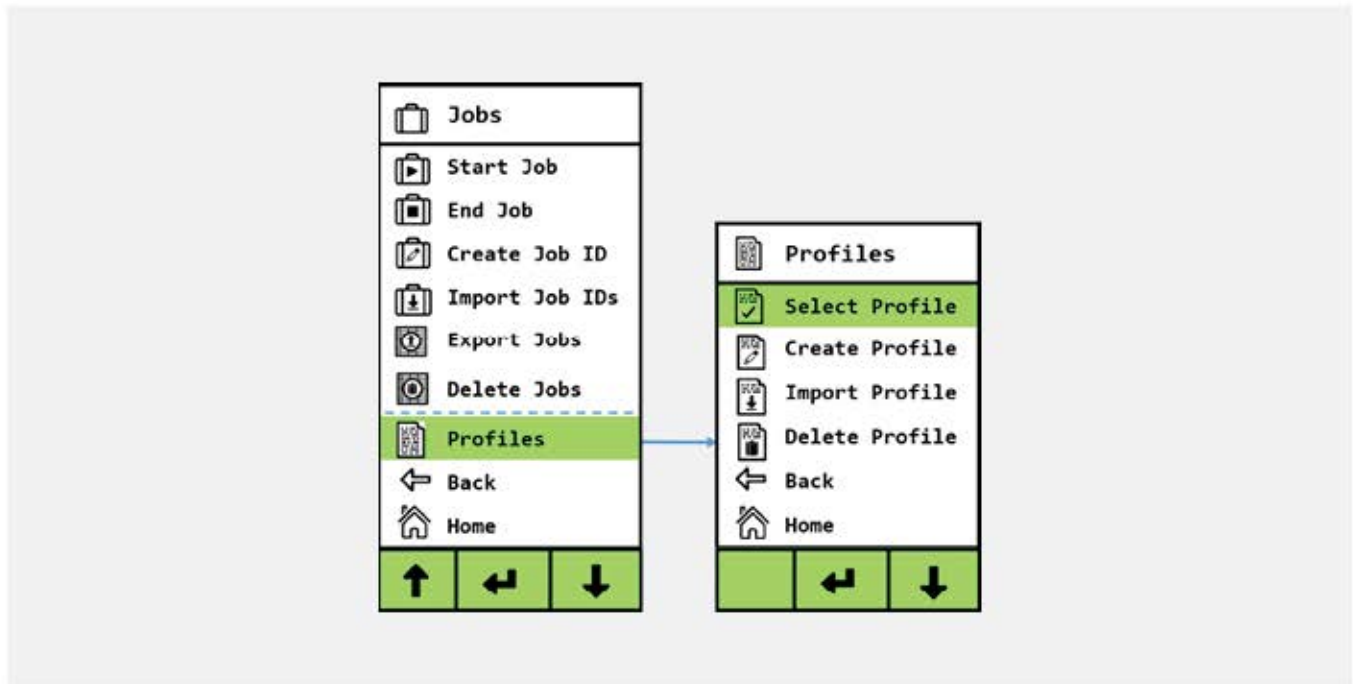 Jobs
Start Job
End Job
Create Job ID
Import Job IDs
Export Jobs
Delete Jobs
Profiles
Back
Home
Profiles
Select Profile
Create Profile
Import Profile
Delete Profile
Back
Home